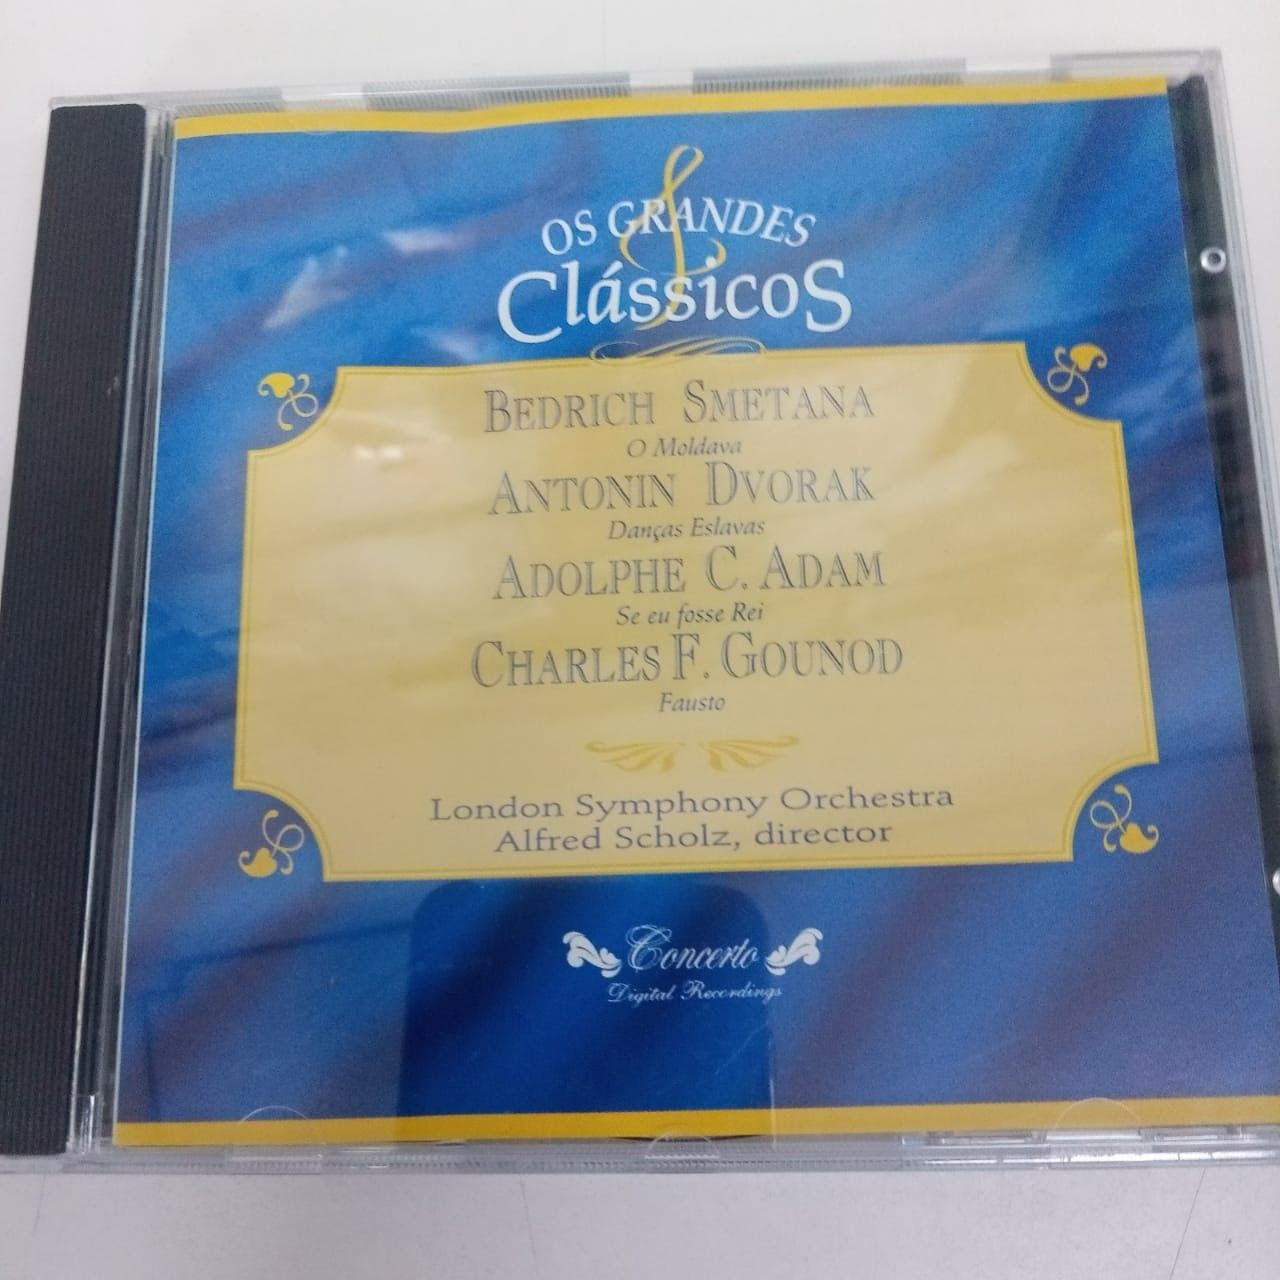 OS GRANDES
ClássicoS
BEDRICH SMETANA
O Moldava
ANTONIN DVORAK
Danças Eslavas
ADOLPHE C. ADAM
Se eu fosse Rei
CHARLES F. GOUNOD
Fausto
London Symphony Orchestra
Alfred Scholz, director
Concerto
Digital Recordings